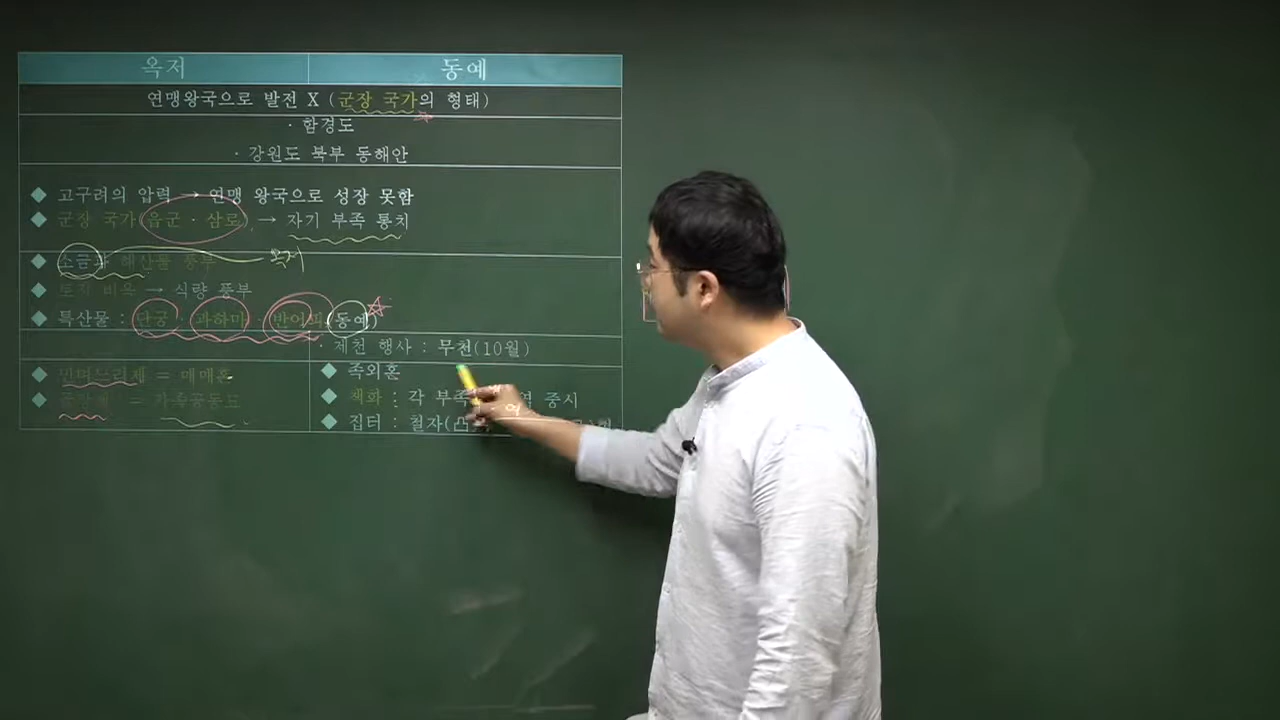 옥저 동예
연맹왕국으로 발전 X (군장 국가의 형태)
· 함경도
· 강원도 북부 동해안
◆ 고구려의 압력 → 연맹 왕국으로 성장 못함
◆ 군장 국가(읍군 · 삼로) → 자기 부족 통치
◆ 소금과 해산물 풍부 옥저
◆ 토지 비옥 → 식량 풍부
◆ 특산물 : 단궁 · 과하마 · 반어피(동예)
· 제천 행사 : 무천(10월)
◆ 민며느리제 = 매매혼 ◆ 족외혼
◆ = 가족공동묘 ◆ 책화 : 각 부족 중시
◆ 집터 : 철자(凸